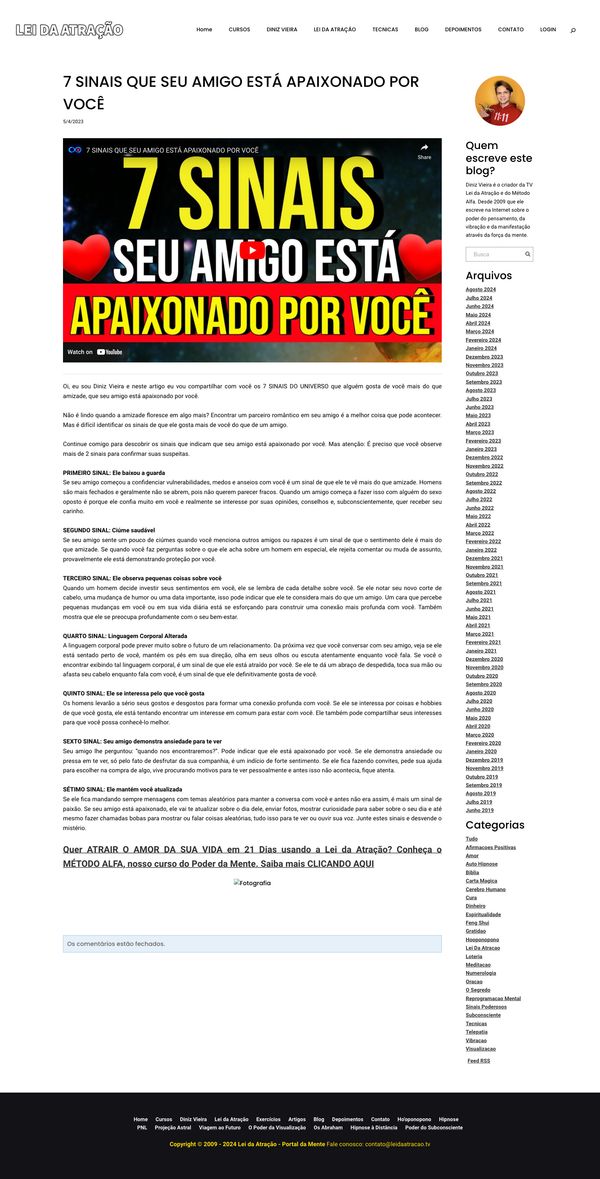 LEI DA ATRAÇÃO
Home CURSOS DINIZ VIEIRA LEI DA ATRAÇÃO TECNICAS BLOG DEPOIMENTOS CONTATO LOGIN
7 SINAIS QUE SEU AMIGO ESTÁ APAIXONADO POR
VOCÊ
5/4/2023
7 SINAIS QUE SEU AMIGO ESTÁ APAIXONADO POR VOCÊ
Share
7 SINAIS
SEU AMIGO ESTÁ
APAIXONADO POR VOCÊ
Watch on YouTube
Oi, eu sou Diniz Vieira e neste artigo eu vou compartilhar com você os 7 SINAIS DO UNIVERSO que alguém gosta de você mais do que
amizade, que seu amigo está apaixonado por você.
Não é lindo quando a amizade floresce em algo mais? Encontrar um parceiro romântico em seu amigo é a melhor coisa que pode acontecer.
Mas é difícil identificar os sinais de que ele gosta mais de você do que de um amigo.
Continue comigo para descobrir os sinais que indicam que seu amigo está apaixonado por você. Mas atenção: É preciso que você observe
mais de 2 sinais para confirmar suas suspeitas.
PRIMEIRO SINAL: Ele baixou a guarda
Se seu amigo começou a confidenciar vulnerabilidades, medos e anseios com você é um sinal de que ele te vê mais do que amizade. Homens
são mais fechados e geralmente não se abrem, pois não querem parecer fracos. Quando um amigo começa a fazer isso com alguém do sexo
oposto é porque ele confia muito em você e realmente se interesse por suas opiniões, conselhos e, subconscientemente, quer receber seu
carinho.
SEGUNDO SINAL: Ciúme saudável
Se seu amigo sente um pouco de ciúmes quando você menciona outros amigos ou rapazes é um sinal de que o sentimento dele é mais do
que amizade. Se quando você faz perguntas sobre o que ele acha sobre um homem em especial, ele rejeita comentar ou muda de assunto,
provavelmente ele está demonstrando proteção por você.
TERCEIRO SINAL: Ele observa pequenas coisas sobre você
Quando um homem decide investir seus sentimentos em você, ele se lembra de cada detalhe sobre você. Se ele notar seu novo corte de
cabelo, uma mudança de humor ou uma data importante, isso pode indicar que ele te considera mais do que um amigo. Um cara que percebe
pequenas mudanças em você ou em sua vida diária está se esforçando para construir uma conexão mais profunda com você. Também
mostra que ele se preocupa profundamente com o seu bem-estar.
QUARTO SINAL: Linguagem Corporal Alterada
A linguagem corporal pode prever muito sobre o futuro de um relacionamento. Da próxima vez que você conversar com seu amigo, veja se ele
está sentado perto de você, mantém os pés em sua direção, olha em seus olhos ou escuta atentamente enquanto você fala. Se você o
encontrar exibindo tal linguagem corporal, é um sinal de que ele está atraído por você. Se ele te dá um abraço de despedida, toca sua mão ou
afasta seu cabelo enquanto fala com você, é um sinal de que ele definitivamente gosta de você.
QUINTO SINAL: Ele se interessa pelo que você gosta
Os homens levarão a sério seus gostos e desgostos para formar uma conexão profunda com você. Se ele se interessa por coisas e hobbies
de que você gosta, ele está tentando encontrar um interesse em comum para estar com você. Ele também pode compartilhar seus interesses
para que você possa conhecê-lo melhor.
SEXTO SINAL: Seu amigo demonstra ansiedade para te ver
Seu amigo lhe perguntou: "quando nos encontraremos?". Pode indicar que ele está apaixonado por você. Se ele demonstra ansiedade ou
pressa em te ver, só pelo fato de desfrutar da sua companhia, é um indício de forte sentimento. Se ele fica fazendo convites, pede sua ajuda
para escolher na compra de algo, vive procurando motivos para te ver pessoalmente e antes isso não acontecia, fique atenta.
SÉTIMO SINAL: Ele mantém você atualizada
Se ele fica mandando sempre mensagens com temas aleatórios para manter a conversa com você e antes não era assim, é mais um sinal de
paixão. Se seu amigo está apaixonado, ele vai te atualizar sobre o dia dele, enviar fotos, mostrar curiosidade para saber sobre o seu dia e até
mesmo fazer chamadas bobas para mostrar ou falar coisas aleatórias, tudo isso para te ver ou ouvir sua voz. Junte estes sinais e desvende o
mistério.
Quer ATRAIR O AMOR DA SUA VIDA em 21 Dias usando a Lei da Atração? Conheça o
MÉTODO ALFA, nosso curso do Poder da Mente. Saiba mais CLICANDO AQUI
Fotografia
Os comentários estão fechados.
11:11
Quem
escreve este
blog?
Diniz Vieira é o criador da TV
Lei da Atração e do Método
Alfa. Desde 2009 que ele
escreve na Internet sobre o
poder do pensamento, da
vibração e da manifestação
através da força da mente.
Busca
Arquivos
Agosto 2024
Julho 2024
Junho 2024
Maio 2024
Abril 2024
Março 2024
Fevereiro 2024
Janeiro 2024
Dezembro 2023
Novembro 2023
Outubro 2023
Setembro 2023
Agosto 2023
Julho 2023
Junho 2023
Maio 2023
Abril 2023
Março 2023
Fevereiro 2023
Janeiro 2023
Dezembro 2022
Novembro 2022
Outubro 2022
Setembro 2022
Agosto 2022
Julho 2022
Junho 2022
Maio 2022
Abril 2022
Março 2022
Fevereiro 2022
Janeiro 2022
Dezembro 2021
Novembro 2021
Outubro 2021
Setembro 2021
Agosto 2021
Julho 2021
Junho 2021
Maio 2021
Abril 2021
Março 2021
Fevereiro 2021
Janeiro 2021
Dezembro 2020
Novembro 2020
Outubro 2020
Setembro 2020
Agosto 2020
Julho 2020
Junho 2020
Maio 2020
Abril 2020
Março 2020
Fevereiro 2020
Janeiro 2020
Dezembro 2019
Novembro 2019
Outubro 2019
Setembro 2019
Agosto 2019
Julho 2019
Junho 2019
Categorias
Tudo
Afirmacoes Positivas
Amor
Auto Hipnose
Biblia
Carta Magica
Cerebro Humano
Cura
Dinheiro
Espiritualidade
Feng Shui
Gratidao
Hooponopono
Lei Da Atracao
Loteria
Meditacao
Numerologia
Oracao
O Segredo
Reprogramacao Mental
Sinais Poderosos
Subconsciente
Tecnicas
Telepatia
Vibracao
Visualizacao
Feed RSS
Home Cursos Diniz Vieira Lei da Atração Exercícios Artigos Blog Depoimentos Contato Ho'oponopono Hipnose
PNL Projeção Astral Viagem ao Futuro O Poder da Visualização Os Abraham Hipnose à Distância Poder do Subconsciente
Copyright © 2009 - 2024 Lei da Atração - Portal da Mente Fale conosco: contato@leidaatracao.tv